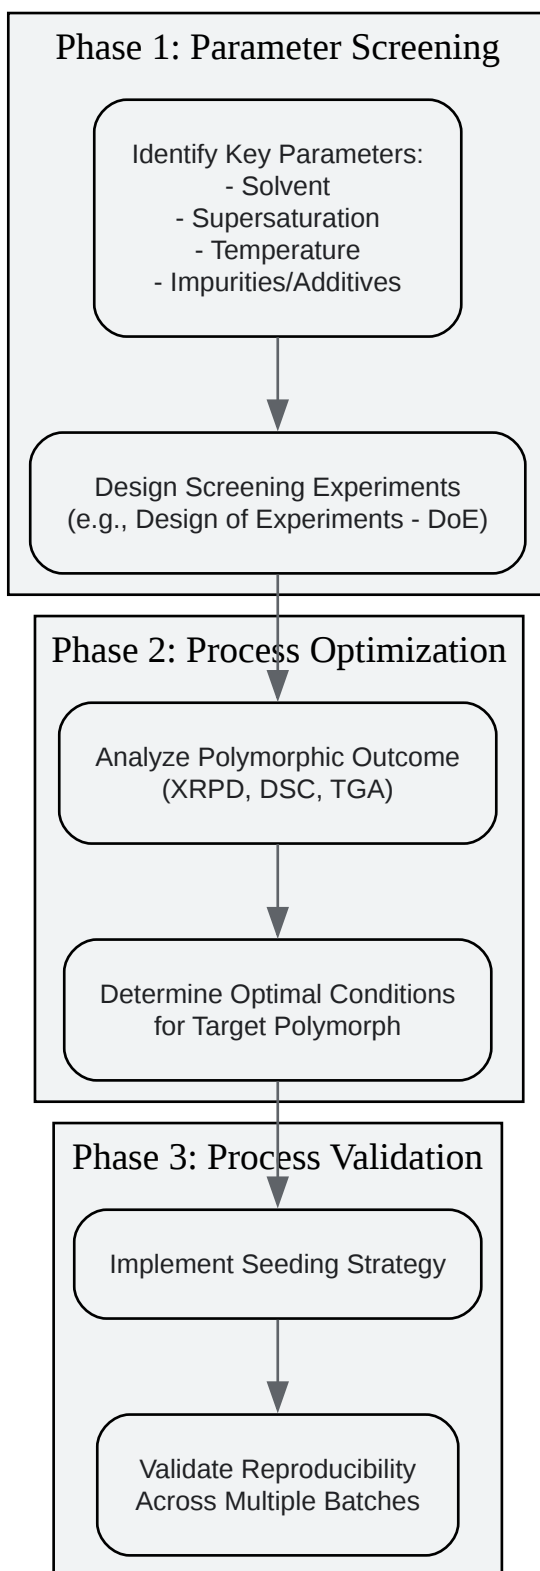 Phase 1: Parameter Screening
Identify Key Parameters:
- Solvent
- Supersaturation
- Temperature
- Impurities/Additives
Design Screening Experiments
(e.g., Design of Experiments - DoE)
Phase 2: Process Optimization
Analyze Polymorphic Outcome
(XRPD, DSC, TGA)
Determine Optimal Conditions
for Target Polymorph
Phase 3: Process Validation
Implement Seeding Strategy
Validate Reproducibility
Across Multiple Batches